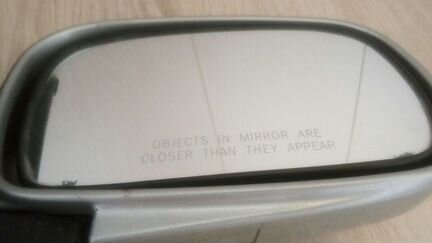 OBJECTS IN MIRROR ARE
CLOSER THAN THEY APPEAR